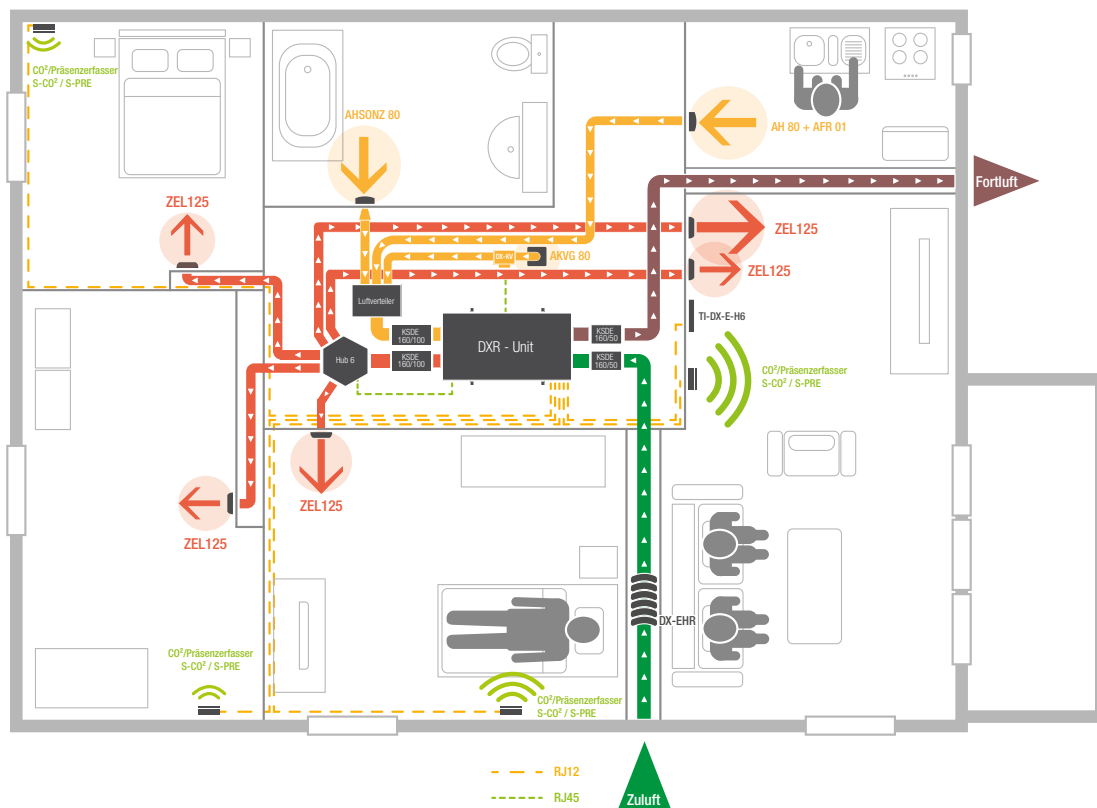 CO²/Präsenzerfasser
S-CO² / S-PRE
AHSONZ 80
AH 80 + AFR 01
Fortluft
ZEL125
ZEL125
DX-KV
AKVG 80
ZEL125
Luftverteiler
TI-DX-E-H6
KSDE
160/100
KSDE
160/50
DXR - Unit
Hub 6
KSDE
160/100
KSDE
160/50
CO²/Präsenzerfasser
S-CO² / S-PRE
ZEL125
ZEL125
DX-EHR
CO²/Präsenzerfasser
S-CO² / S-PRE
CO²/Präsenzerfasser
S-CO² / S-PRE
RJ12
RJ45
Zuluft